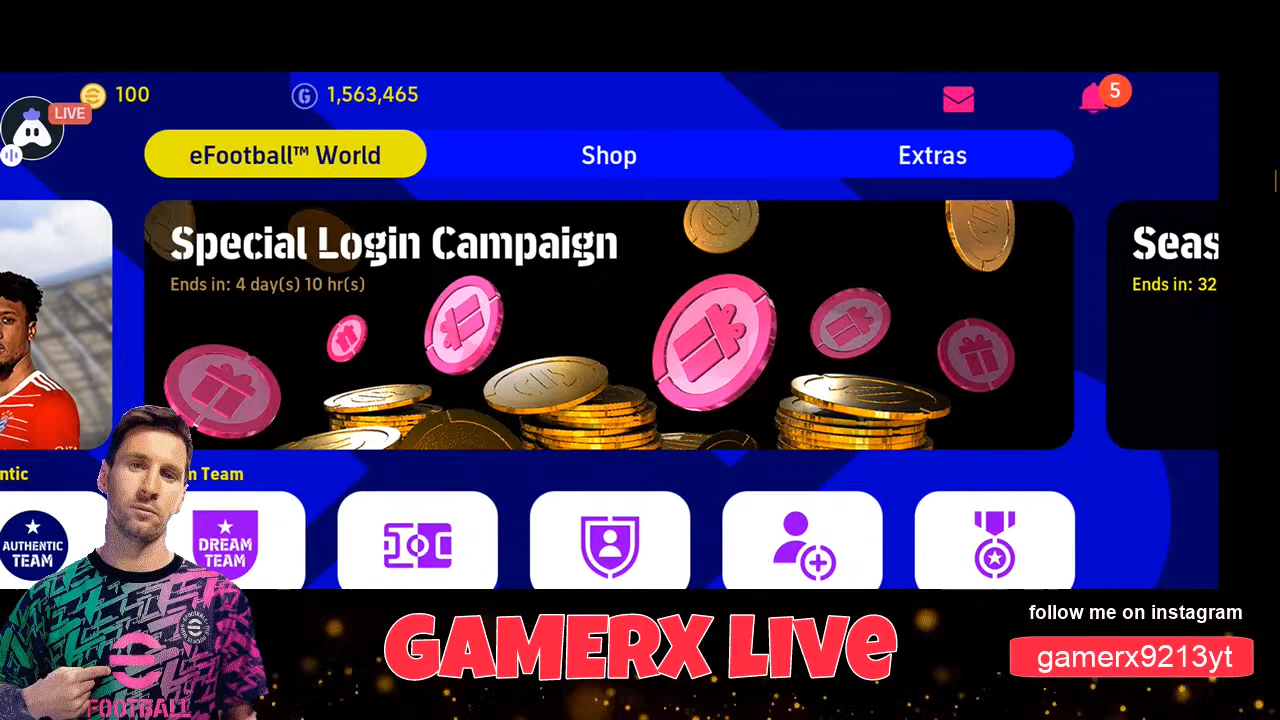 100
1,563,465
5
LIVE
eFootball™ World
Shop
Extras
Special Login Campaign
Ends in: 4 day(s) 10 hr(s)
Seas
Ends in: 32
ntic
m Team
AUTHENTIC
TEAM
DREAM
TEAM
FOOTBALL
GAMERX LIVE
follow me on instagram
gamerx9213yt